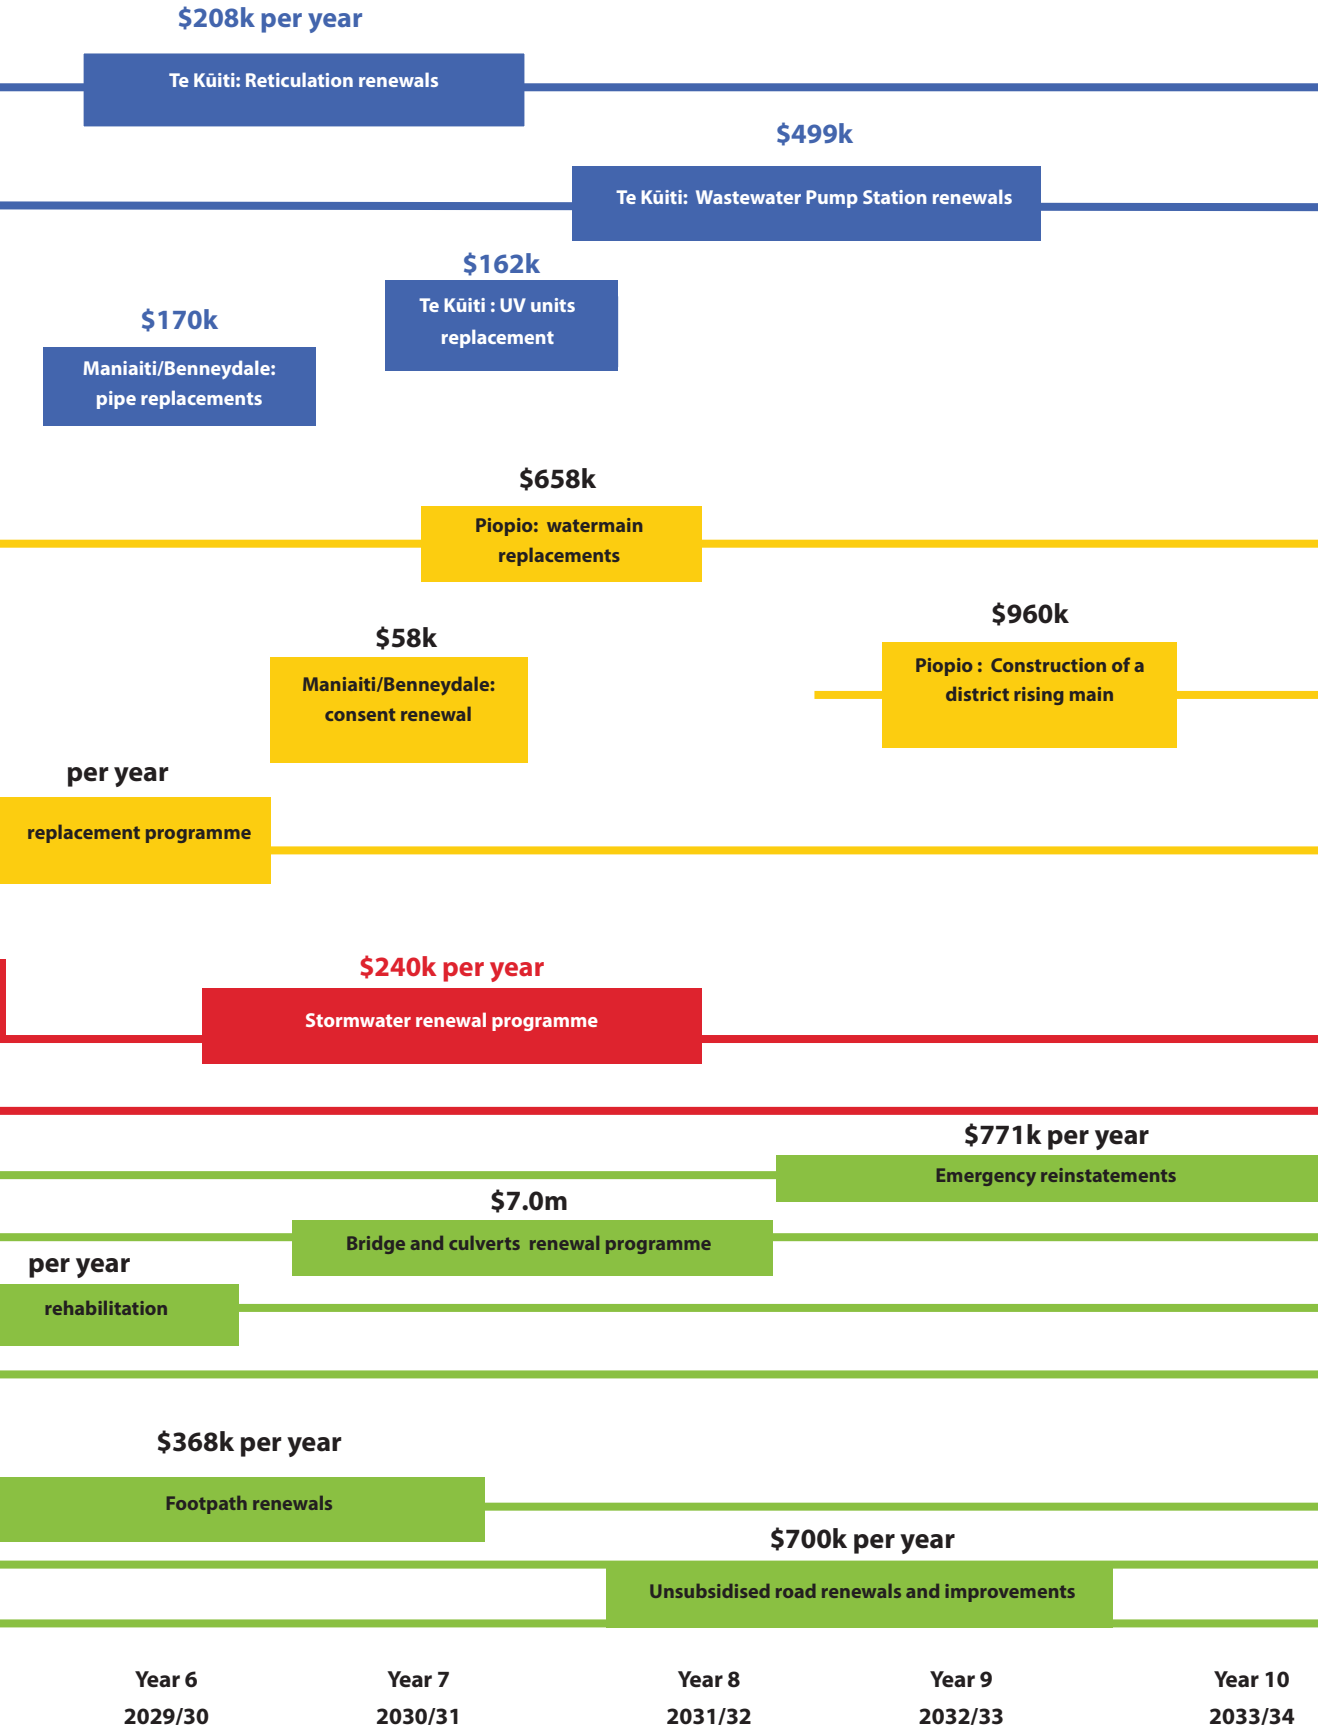 $208k per year
Te Kūiti: Reticulation renewals
$499k
Te Kūiti:  Wastewater Pump Station renewals
$162k
Te Kūiti : UV units
replacement
$170k
Maniaiti/Benneydale:
pipe replacements
$658k
Piopio:  watermain
replacements
$960k
Piopio :  Construction of a
district rising main
$58k
Maniaiti/Benneydale:
consent renewal
per year
replacement programme
$240k per year
Stormwater renewal programme
$771k per year
Emergency reinstatements
$7.0m
Bridge and culverts  renewal programme
per year
rehabilitation
$368k per year
Footpath renewals
$700k per year
Unsubsidised road renewals and improvements
Year 6
2029/30
Year 7
2030/31
Year 8
2031/32
Year 9
2032/33
Year 10
2033/34